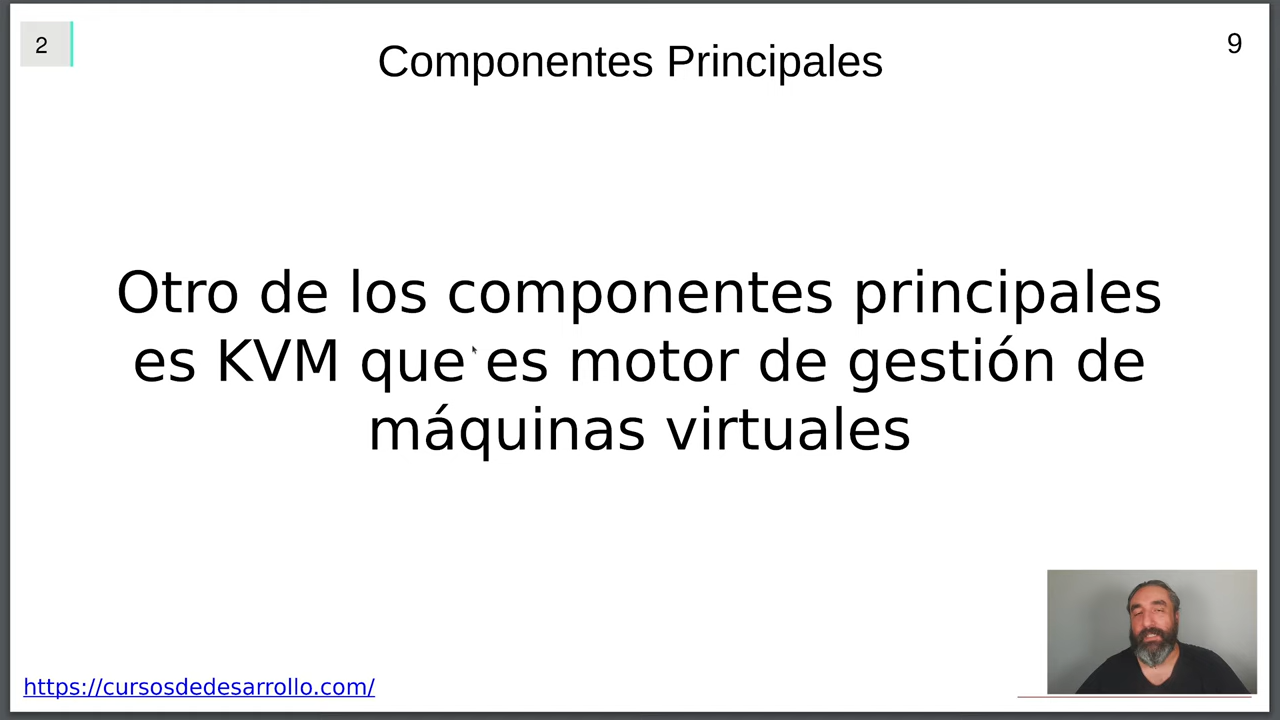 2
Componentes Principales
9
Otro de los componentes principales
es KVM que es motor de gestión de
máquinas virtuales
https://cursosdedesarrollo.com/